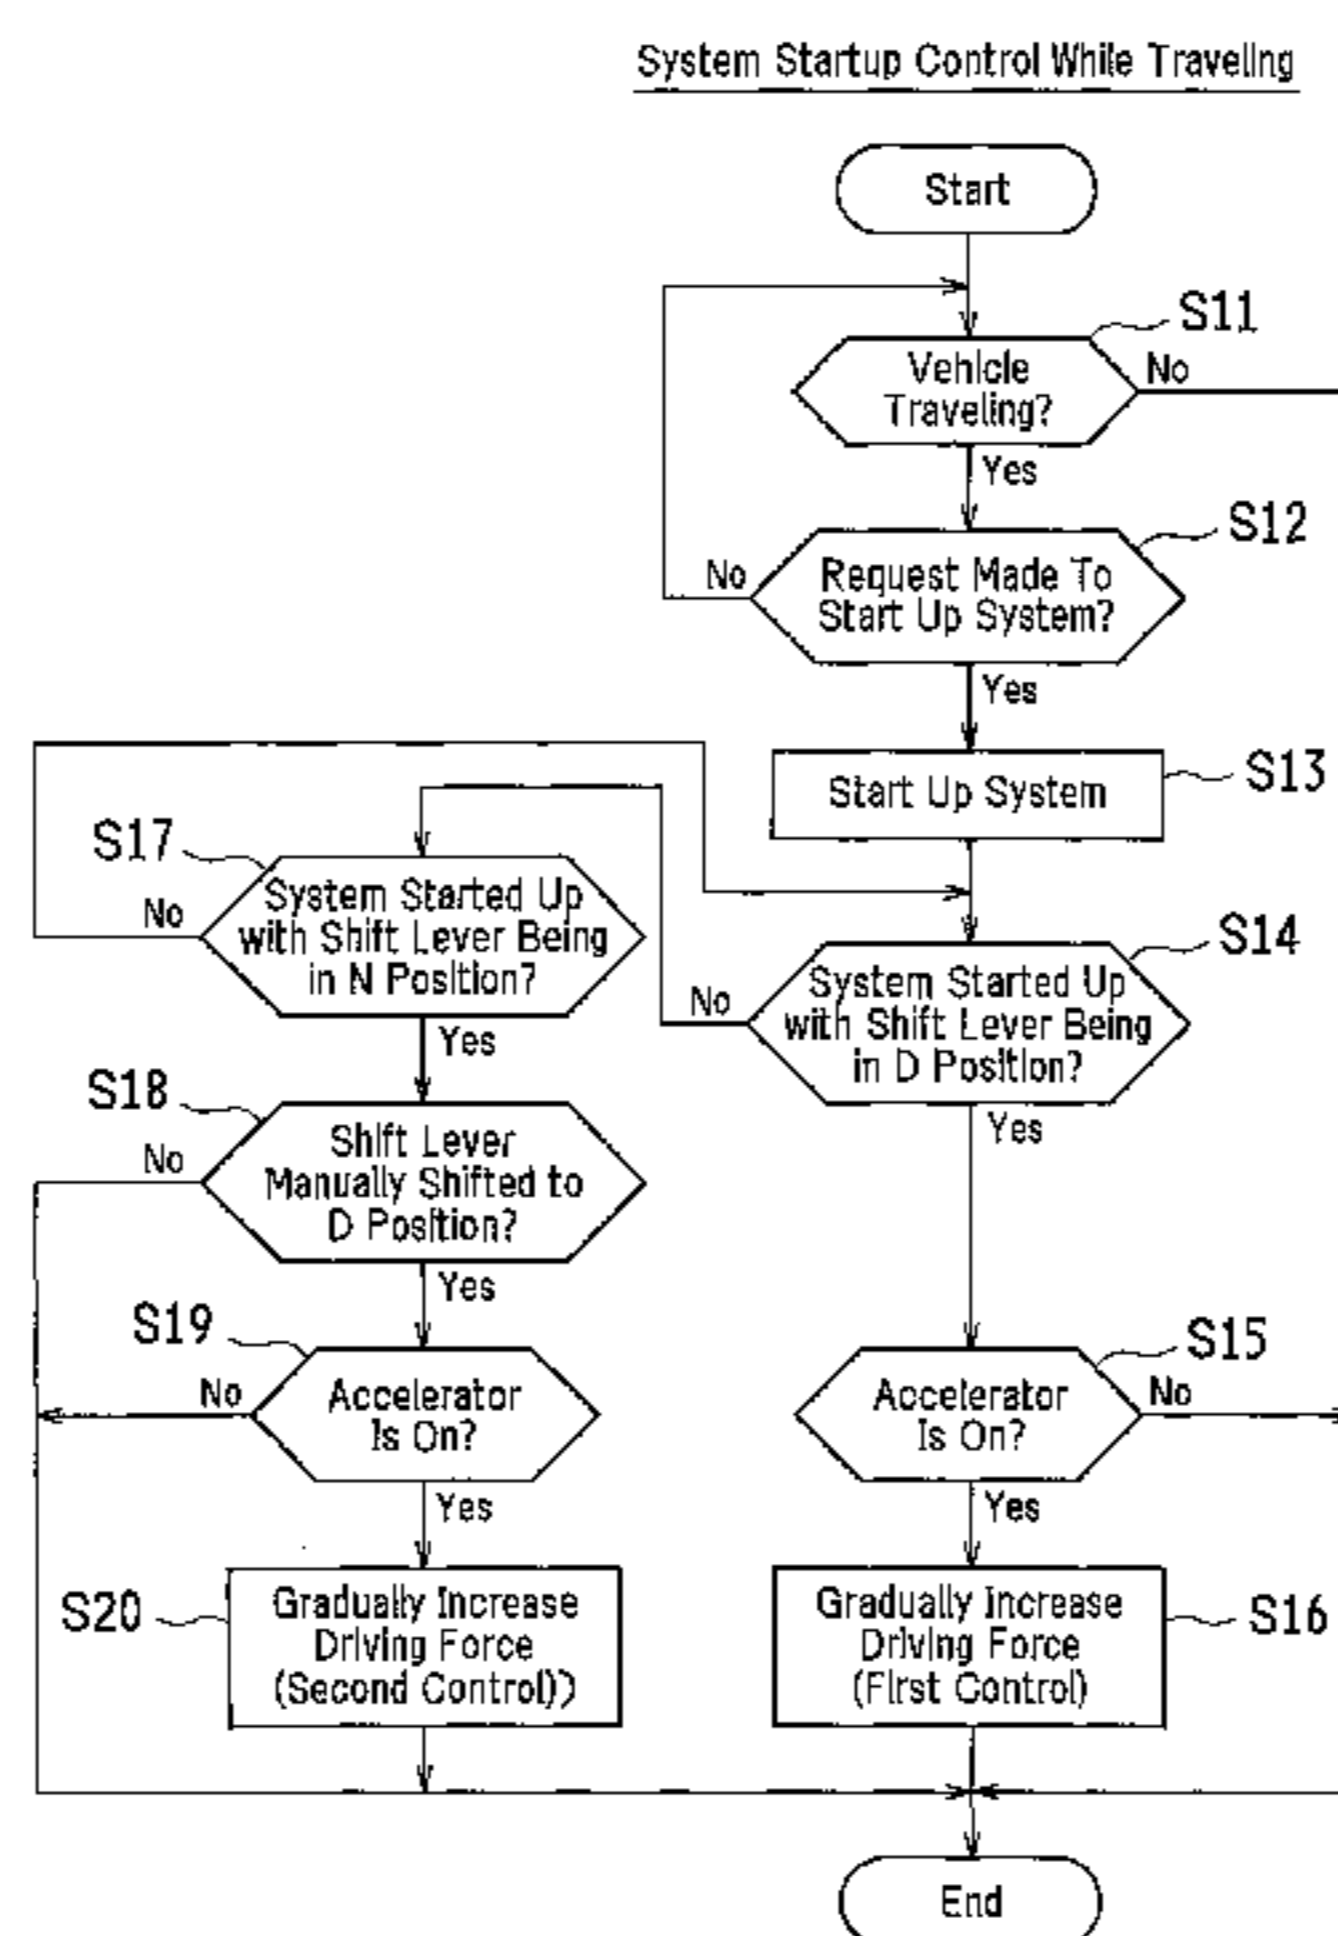 System Startup Control While Traveling
Start
S11
Vehicle
Traveling?
No
Yes
S12
Request Made To
Start Up System?
No
Yes
S13
Start Up System
S14
System Started Up
with Shift Lever Being
in D Position?
No
Yes
S15
Accelerator
Is On?
No
Yes
S16
Gradually Increase
Driving Force
(First Control)
S17
System Started Up
with Shift Lever Being
in N Position?
No
Yes
S18
Shift Lever
Manually Shifted to
D Position?
No
Yes
S19
Accelerator
Is On?
No
Yes
S20
Gradually Increase
Driving Force
(Second Control))
End